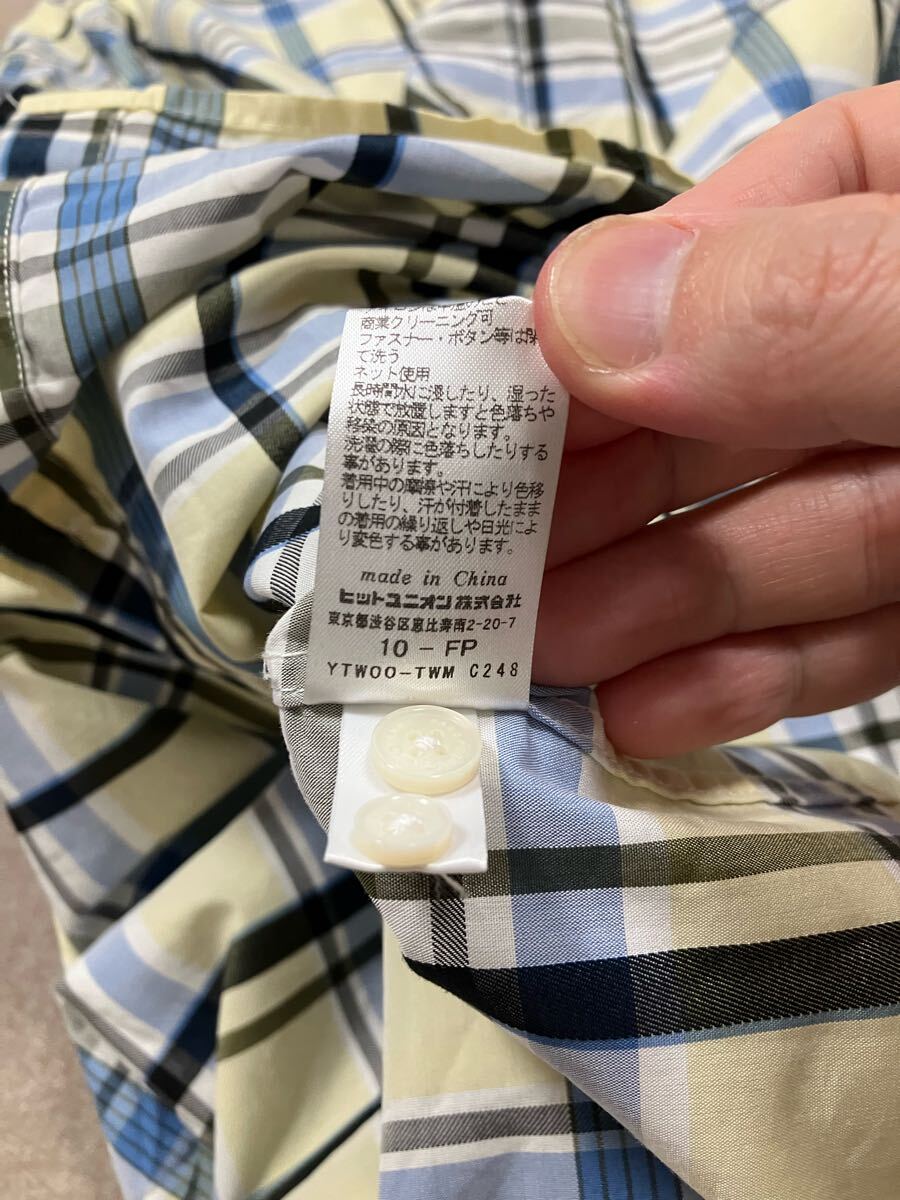 商業クリーニング可
ファスナー・ボタン等は閉
て洗う
ネット使用
長時間水に浸したり、湿った
状態で放置しますと色落ちや
移染の原因となります。
洗濯の際に色落ちしたりする
事があります。
着用中の摩擦や汗により色移
りしたり、汗が付着したまま
の着用の繰り返しや日光によ
り変色する事があります。
made in China
ヒットユニオン株式会社
東京都渋谷区恵比寿南2-20-7
10 - FP
YTW00-TWM C248